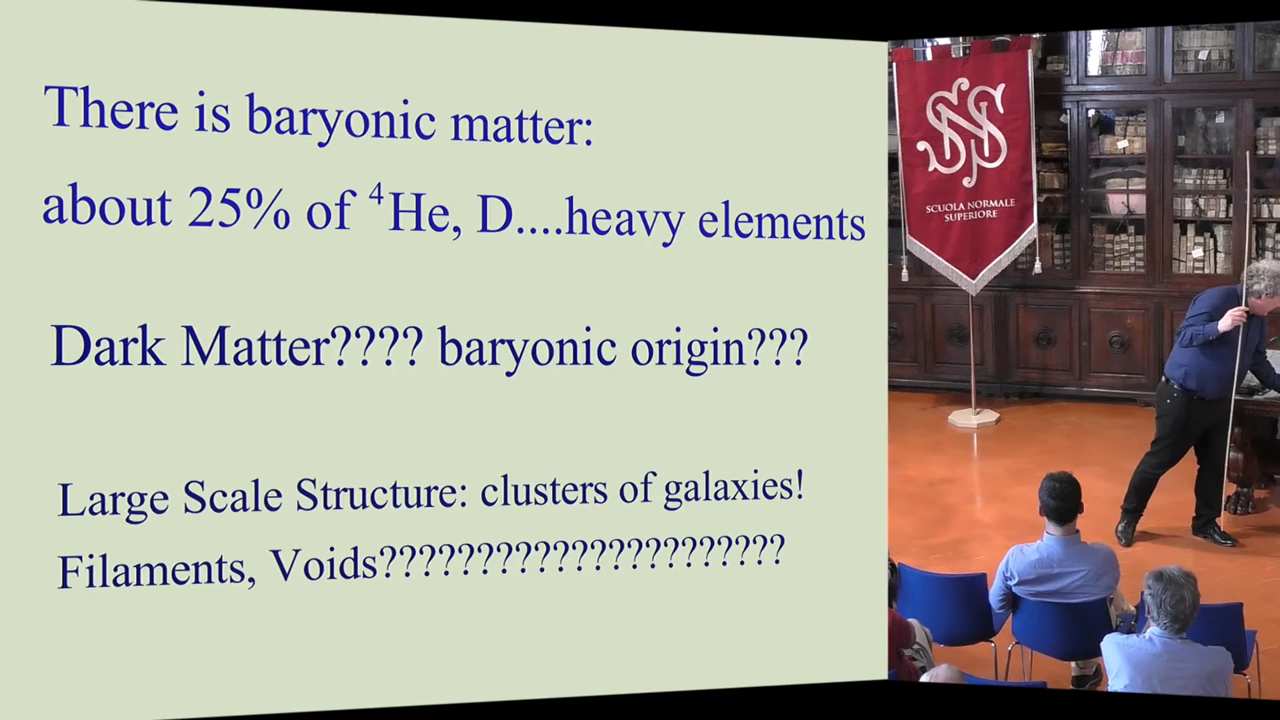 There is baryonic matter:
about 25% of ⁴He, D....heavy elements
Dark Matter???? baryonic origin???
Large Scale Structure: clusters of galaxies!
Filaments, Voids??????????????????????
SNS
SCUOLA NORMALE
SUPERIORE